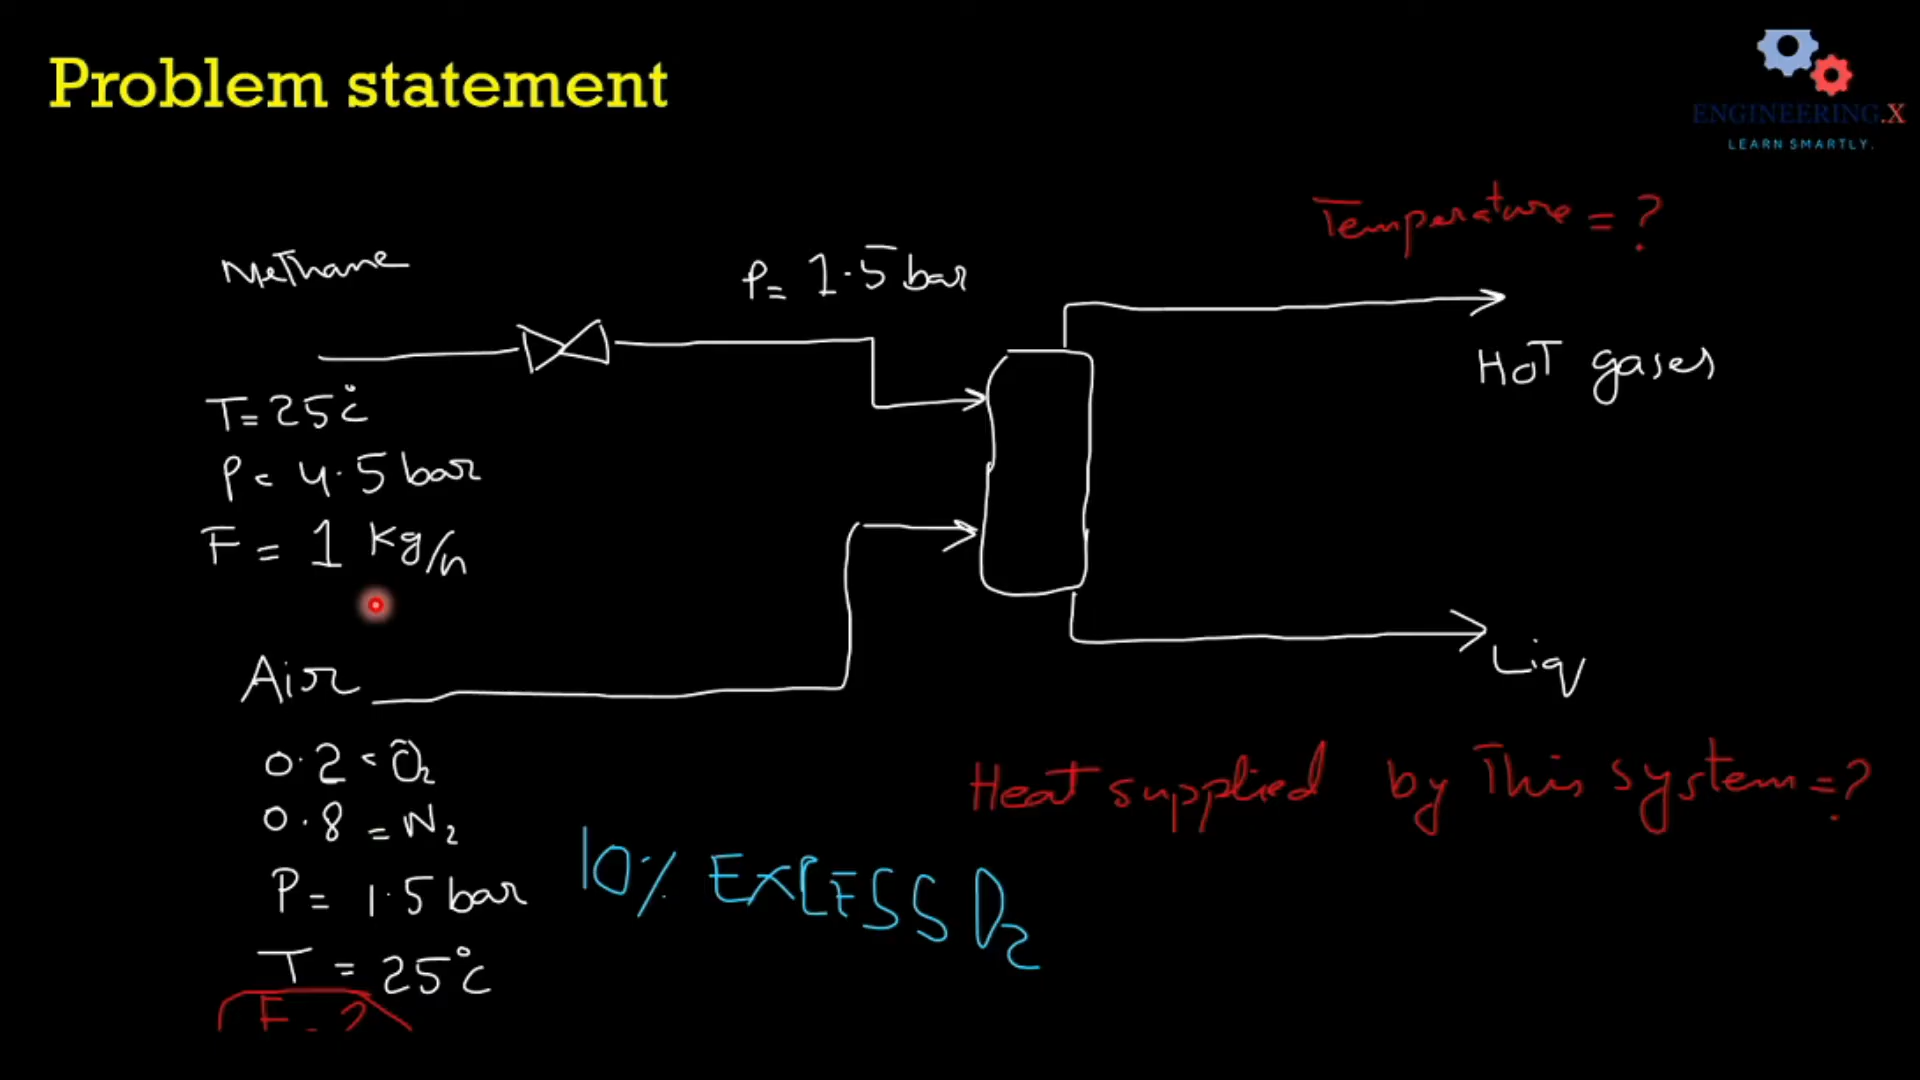 Problem statement
ENGINEERING.X
LEARN SMARTLY.
Temperature = ?
Methane
P = 1.5 bar
HOT gases
T = 25°C
P = 4.5 bar
F = 1 Kg/h
Air
Liq
0.2 = O2
0.8 = N2
P = 1.5 bar
T = 25°C
F = ?
Heat supplied by This system = ?
10% EXCESS O2